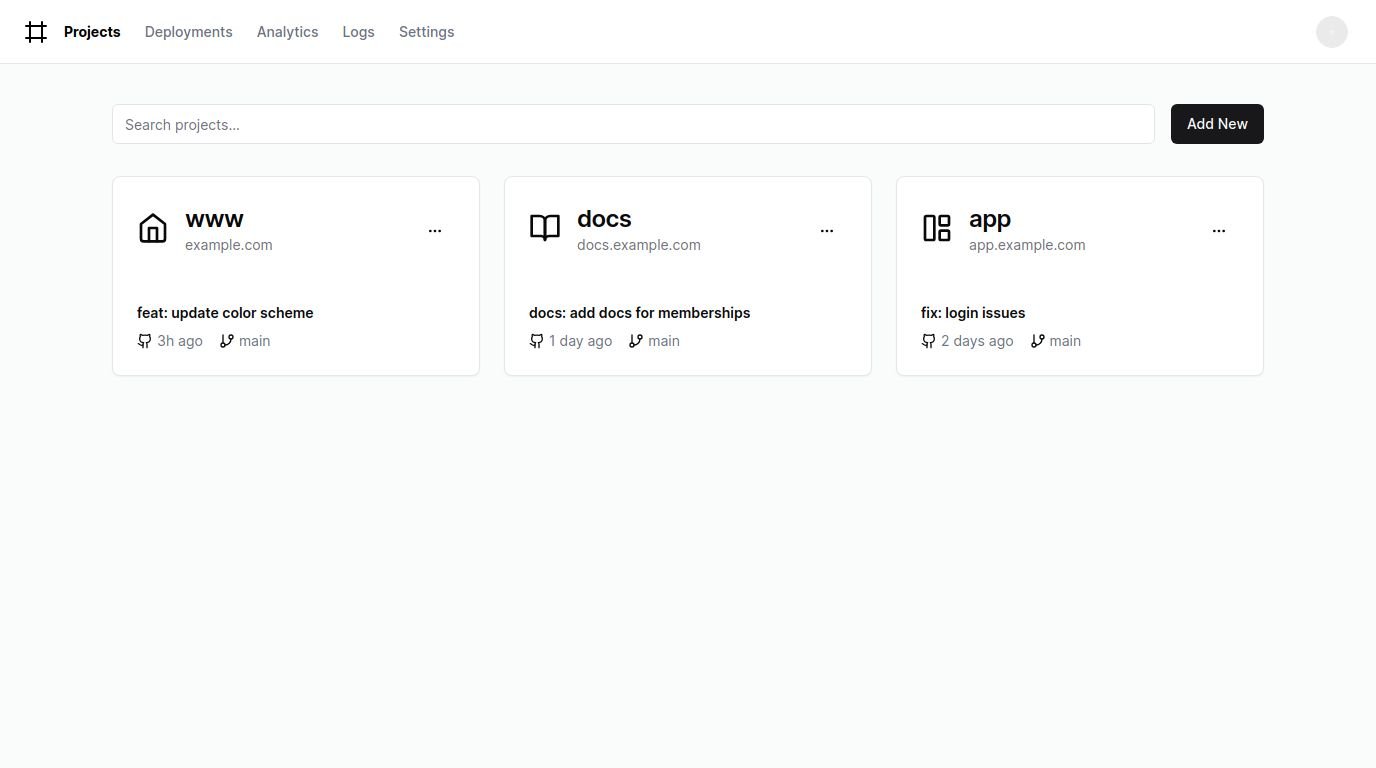 Projects Deployments Analytics Logs Settings
Search projects...
Add New
www
example.com
feat: update color scheme
3h ago main
docs
docs.example.com
docs: add docs for memberships
1 day ago main
app
app.example.com
fix: login issues
2 days ago main